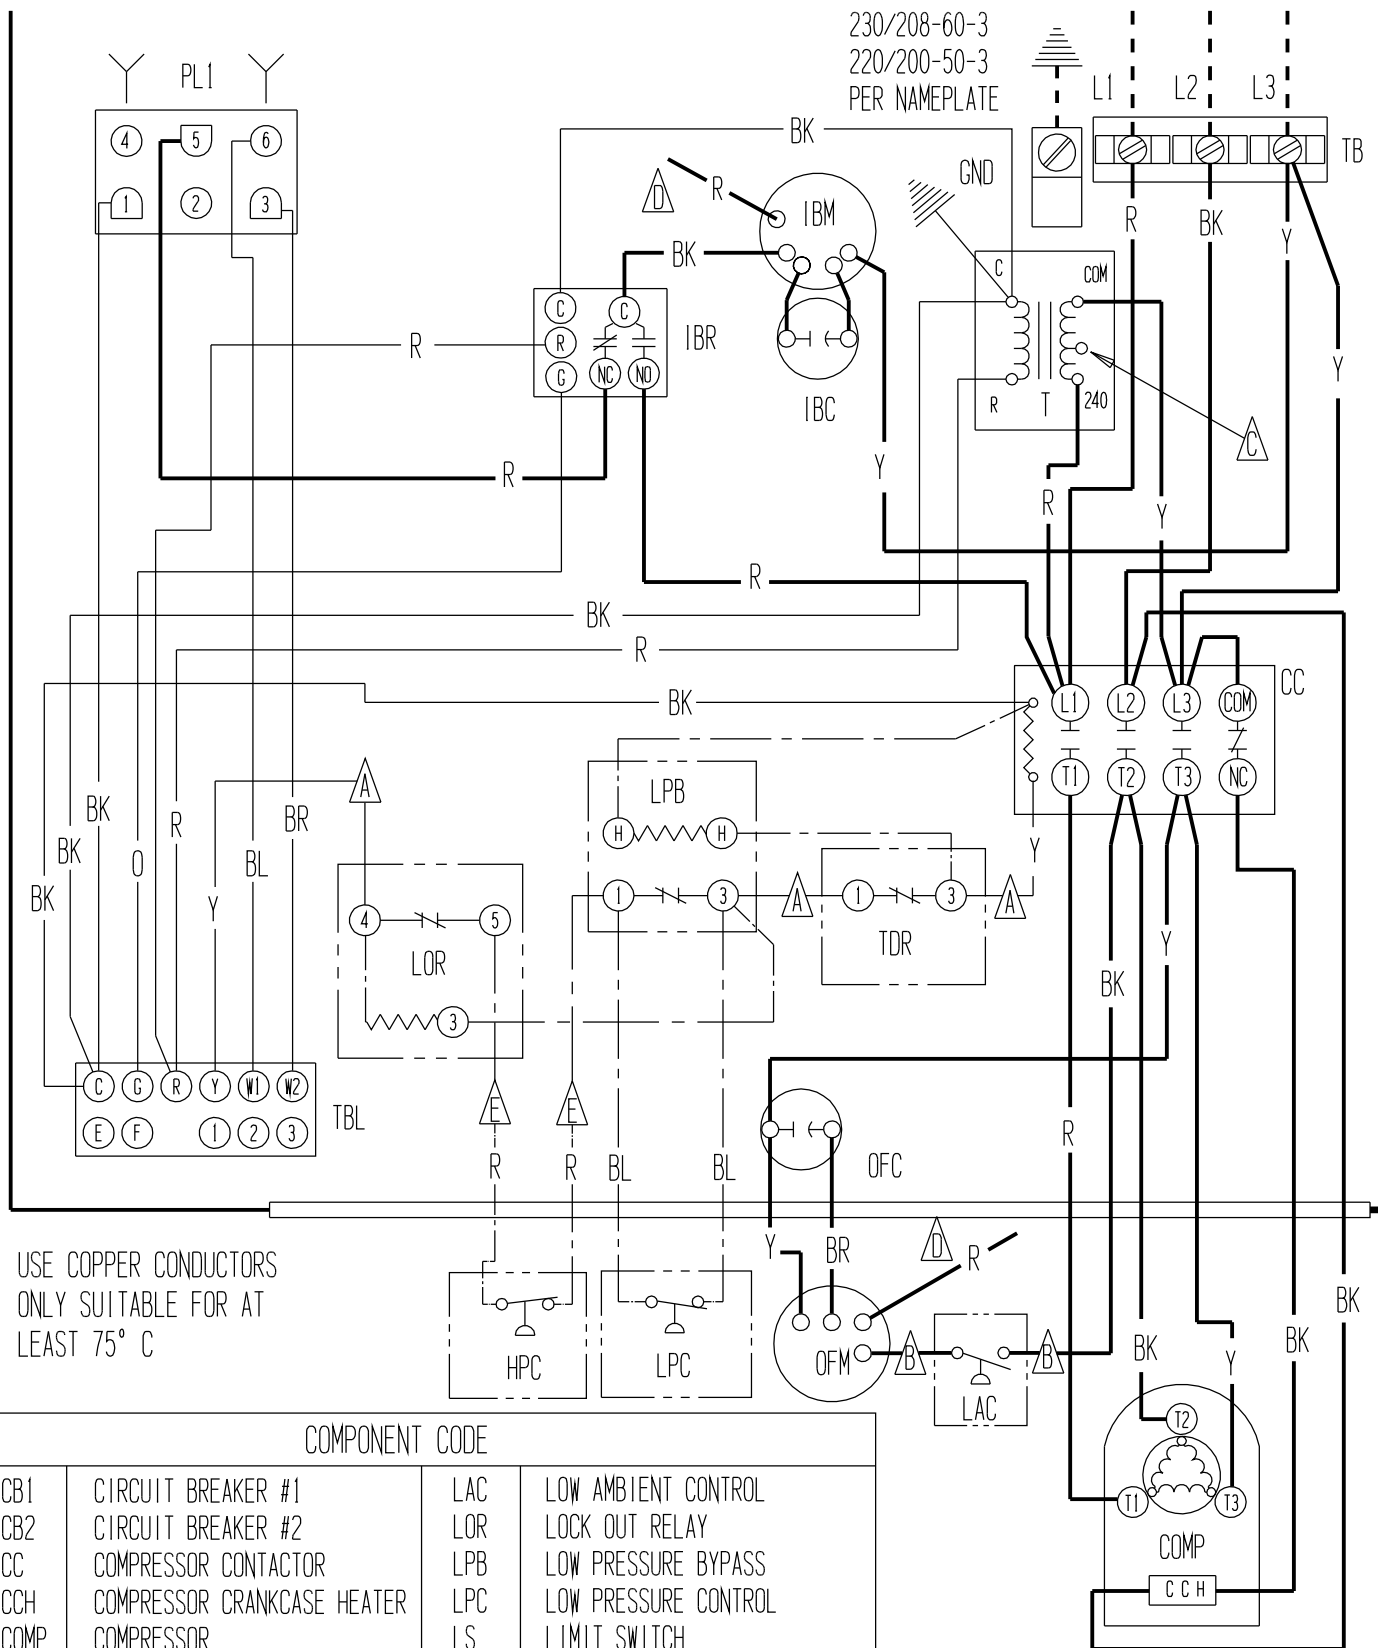 230/208-60-3
220/200-50-3
PER NAMEPLATE
L1 L2 L3
TB
PL1
4 5 6
1 2 3
BK
GND
R BK Y
D R
IBM
BK
C C
R
G NC NO
IBR
IBC
C COM
R T 240
C
R
Y
R
Y
R
Y
R
BK
R
BK
CC
L1 L2 L3 COM
T1 T2 T3 NC
A
LPB
H H
1 3
A
1 3
A
TDR
Y
BK BK BK O R Y BL BR
4 5
LOR
3
Y
BK
C G R Y W1 W2
E F 1 2 3
TBL
E E
R R BL BL
OFC
R
USE COPPER CONDUCTORS
ONLY SUITABLE FOR AT
LEAST 75° C
HPC
LPC
Y BR
D R
OFM
B B
LAC
BK Y BK BK
T2
T1 T3
COMP
CCH
COMPONENT CODE
CB1 CIRCUIT BREAKER #1 LAC LOW AMBIENT CONTROL
CB2 CIRCUIT BREAKER #2 LOR LOCK OUT RELAY
CC COMPRESSOR CONTACTOR LPB LOW PRESSURE BYPASS
CCH COMPRESSOR CRANKCASE HEATER LPC LOW PRESSURE CONTROL
COMP COMPRESSOR LS LIMIT SWITCH